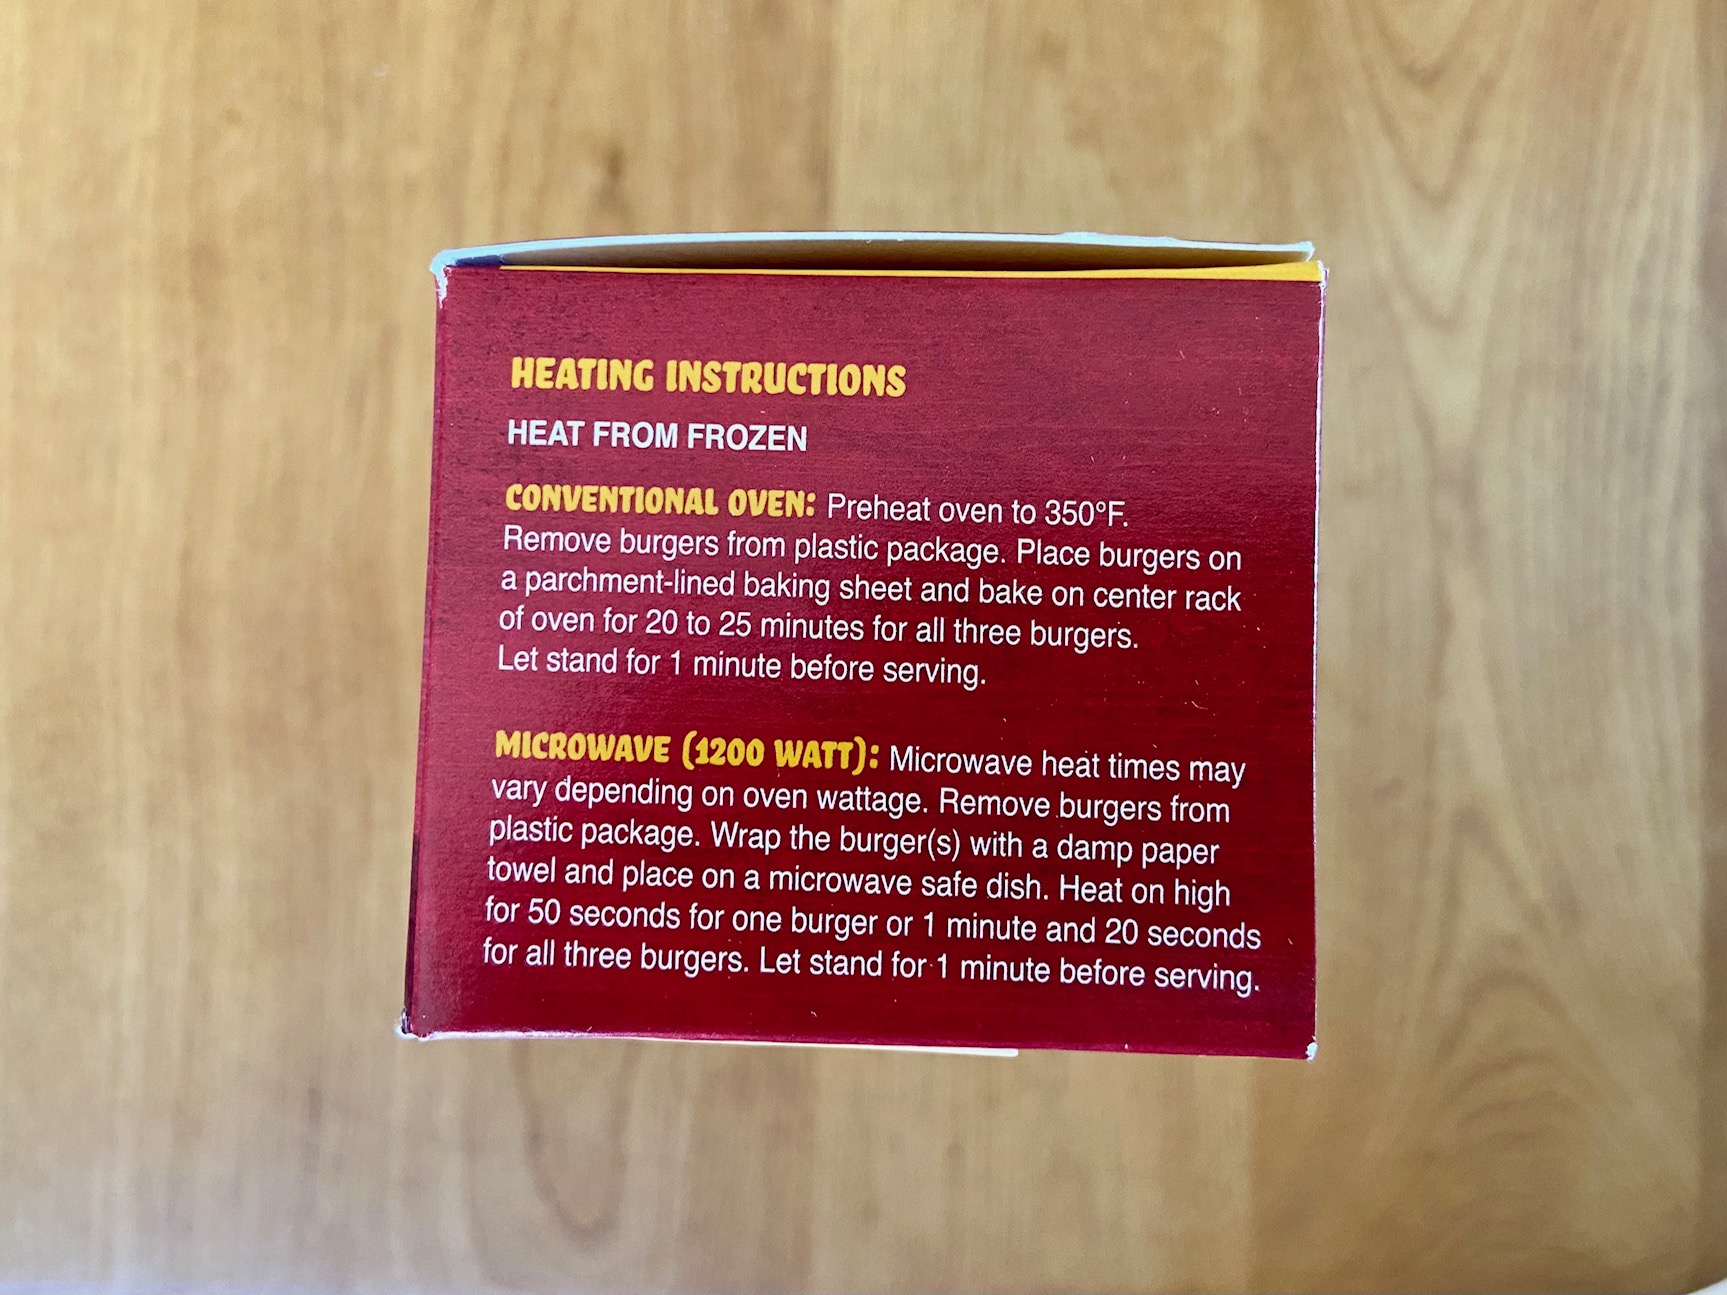 HEATING INSTRUCTIONS
HEAT FROM FROZEN
CONVENTIONAL OVEN: Preheat oven to 350°F.
Remove burgers from plastic package. Place burgers on
a parchment-lined baking sheet and bake on center rack
of oven for 20 to 25 minutes for all three burgers.
Let stand for 1 minute before serving.
MICROWAVE (1200 WATT): Microwave heat times may
vary depending on oven wattage. Remove burgers from
plastic package. Wrap the burger(s) with a damp paper
towel and place on a microwave safe dish. Heat on high
for 50 seconds for one burger or 1 minute and 20 seconds
for all three burgers. Let stand for 1 minute before serving.